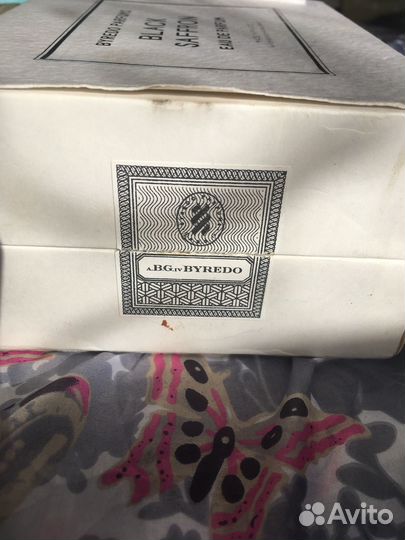 BYREDO PARFUMS
BLACK
SAFFRON
EAU DE PARFUM
A.BG.IV BYREDO
Avito